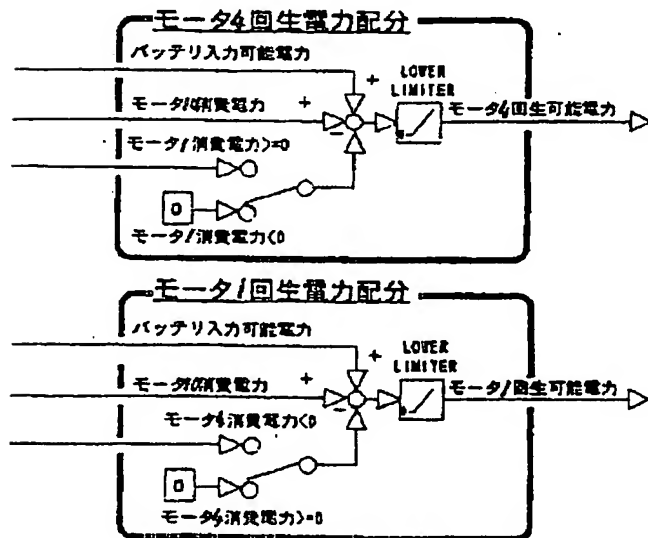 モータ4回生電力配分
バッテリ入力可能電力
+
LOWER
LIMITER
モータ4消費電力
+
-
モータ4回生可能電力
モータ1消費電力>=0
0
モータ1消費電力<0
モータ1回生電力配分
バッテリ入力可能電力
+
LOWER
LIMITER
消費電力
+
-
モータ1回生可能電力
モータ4消費電力<0
0
モータ4消費電力>=0